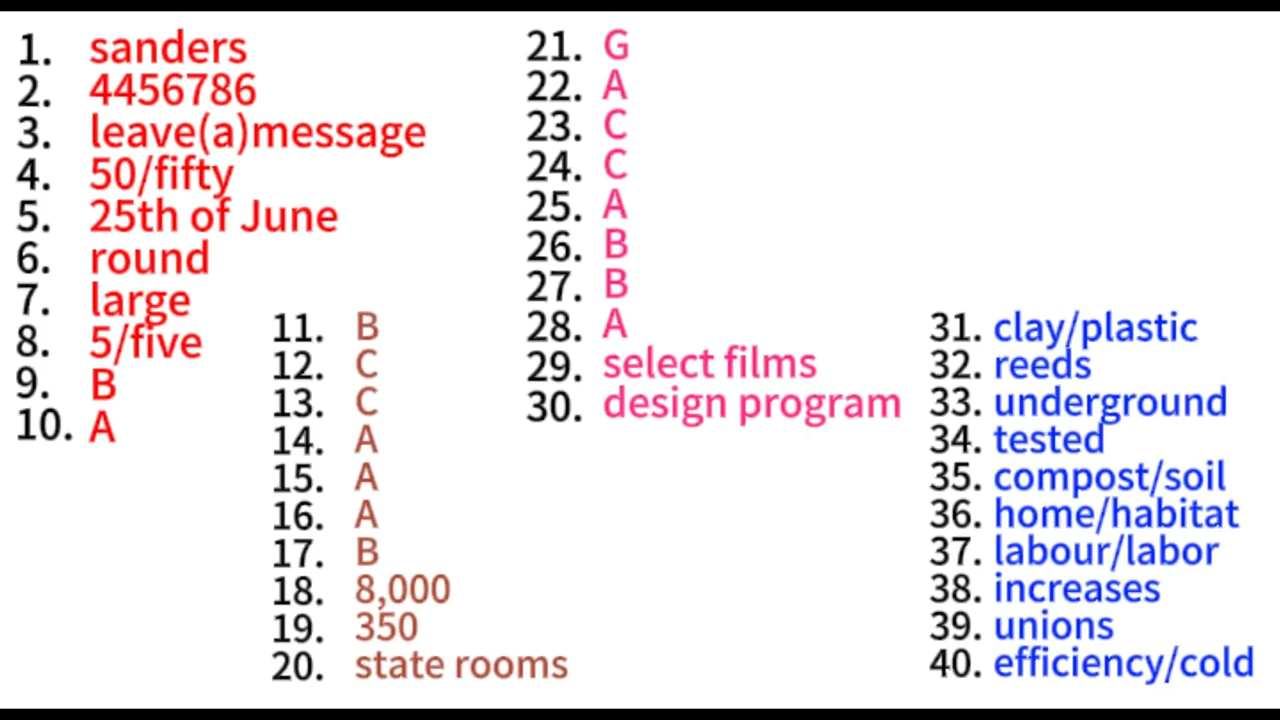 1. sanders
2. 4456786
3. leave(a)message
4. 50/fifty
5. 25th of June
6. round
7. large
8. 5/five
9. B
10. A
11. B
12. C
13. C
14. A
15. A
16. A
17. B
18. 8,000
19. 350
20. state rooms
21. G
22. A
23. C
24. C
25. A
26. B
27. B
28. A
29. select films
30. design program
31. clay/plastic
32. reeds
33. underground
34. tested
35. compost/soil
36. home/habitat
37. labour/labor
38. increases
39. unions
40. efficiency/cold